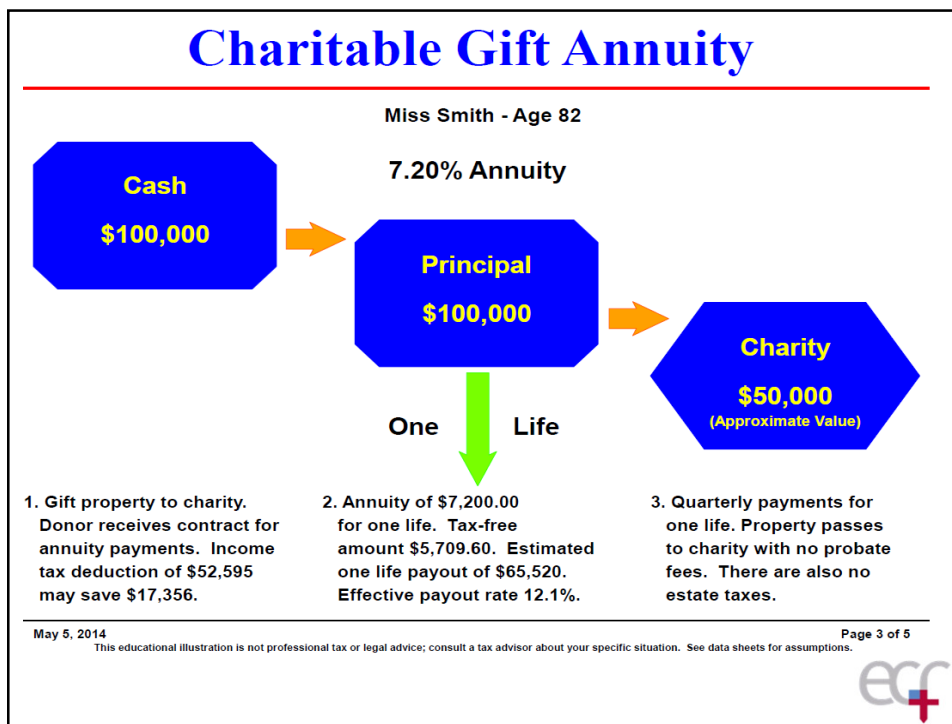 Charitable Gift Annuity
Miss Smith - Age 82
7.20% Annuity
Cash
$100,000
Principal
$100,000
Charity
$50,000
(Approximate Value)
One Life
1. Gift property to charity.
Donor receives contract for
annuity payments. Income
tax deduction of $52,595
may save $17,356.
2. Annuity of $7,200.00
for one life. Tax-free
amount $5,709.60. Estimated
one life payout of $65,520.
Effective payout rate 12.1%.
3. Quarterly payments for
one life. Property passes
to charity with no probate
fees. There are also no
estate taxes.
May 5, 2014
Page 3 of 5
This educational illustration is not professional tax or legal advice; consult a tax advisor about your specific situation. See data sheets for assumptions.